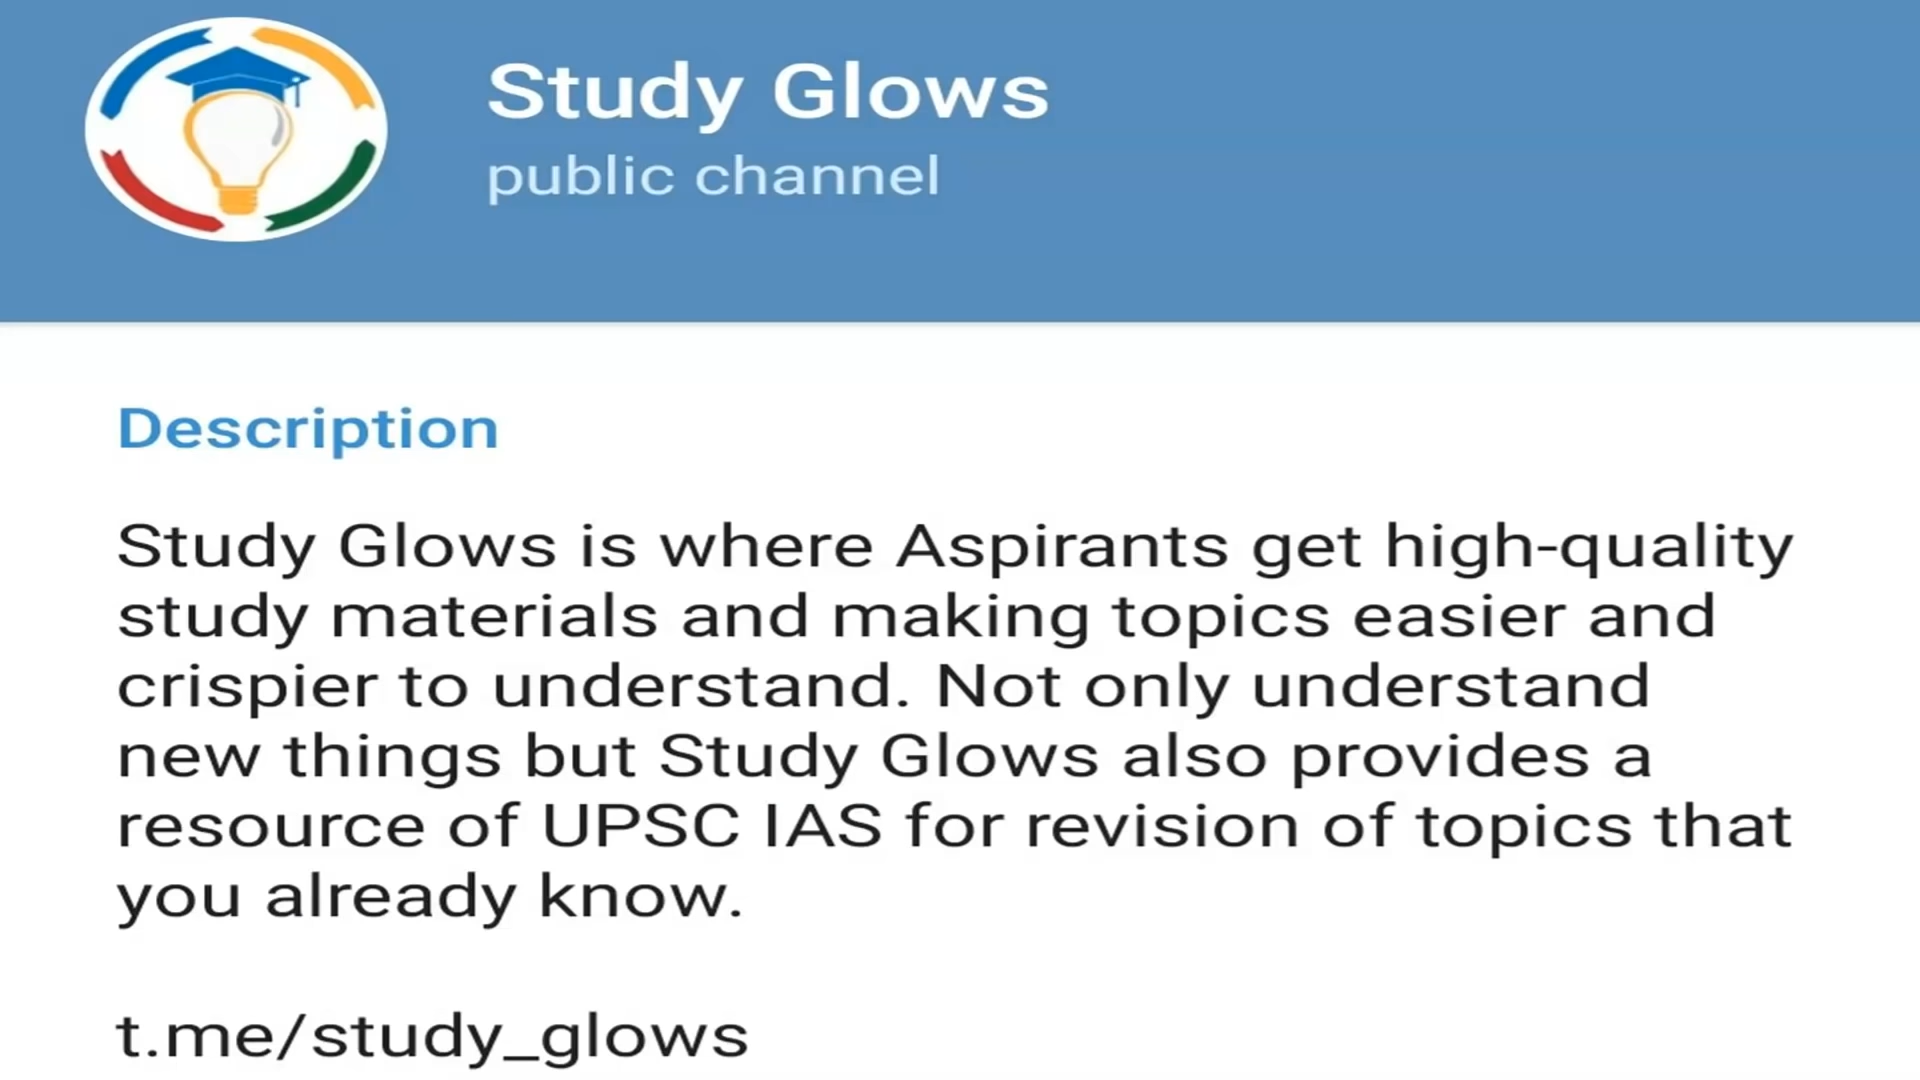 Study Glows
public channel
Description
Study Glows is where Aspirants get high-quality
study materials and making topics easier and
crispier to understand. Not only understand
new things but Study Glows also provides a
resource of UPSC IAS for revision of topics that
you already know.
t.me/study_glows